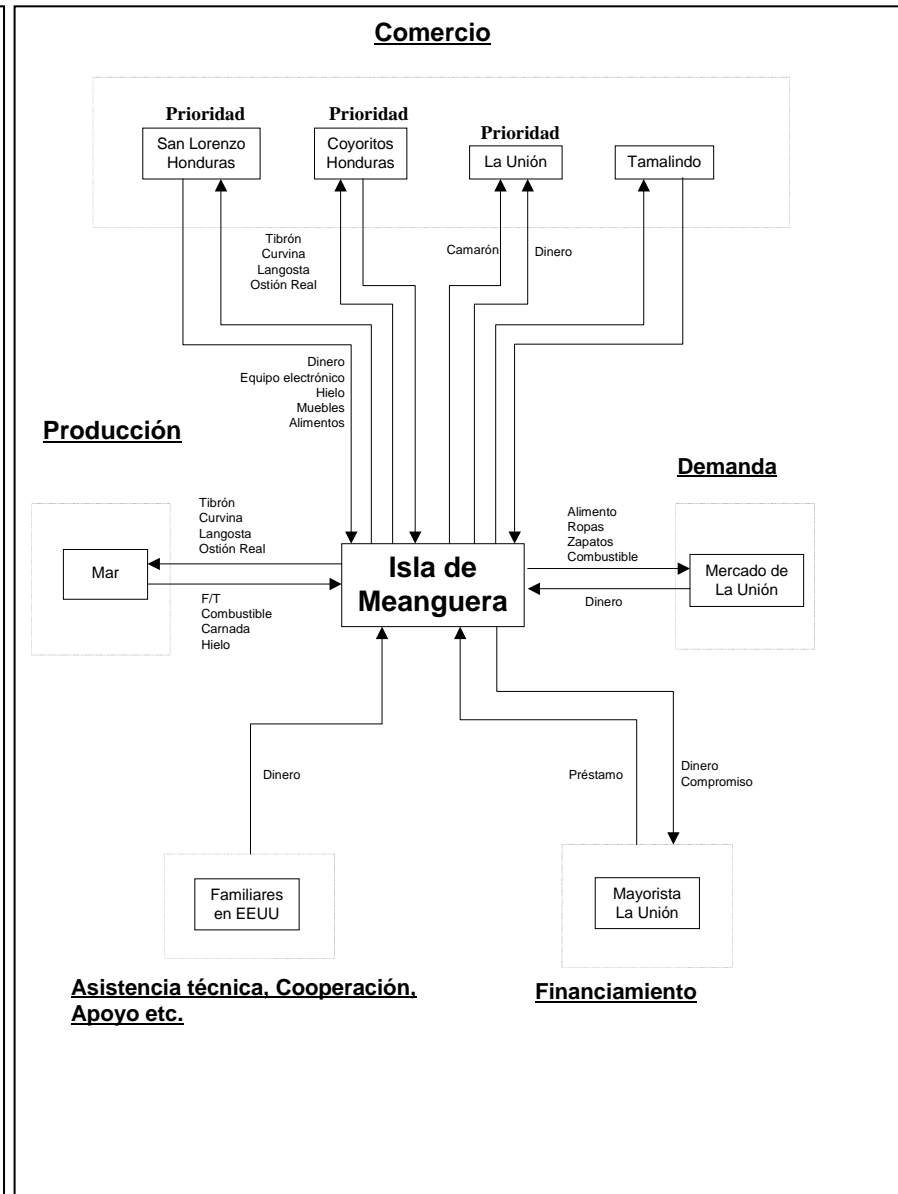 Comercio
Prioridad
San Lorenzo
Honduras
Prioridad
Coyoritos
Honduras
Prioridad
La Unión
Tamalindo
Tibrón
Curvina
Langosta
Ostión Real
Camarón
Dinero
Dinero
Equipo electrónico
Hielo
Muebles
Alimentos
Producción
Demanda
Tibrón
Curvina
Langosta
Ostión Real
Mar
F/T
Combustible
Carnada
Hielo
Isla de
Meanguera
Alimento
Ropas
Zapatos
Combustible
Dinero
Mercado de
La Unión
Dinero
Préstamo
Dinero
Compromiso
Familiares
en EEUU
Mayorista
La Unión
Asistencia técnica, Cooperación,
Apoyo etc.
Financiamiento